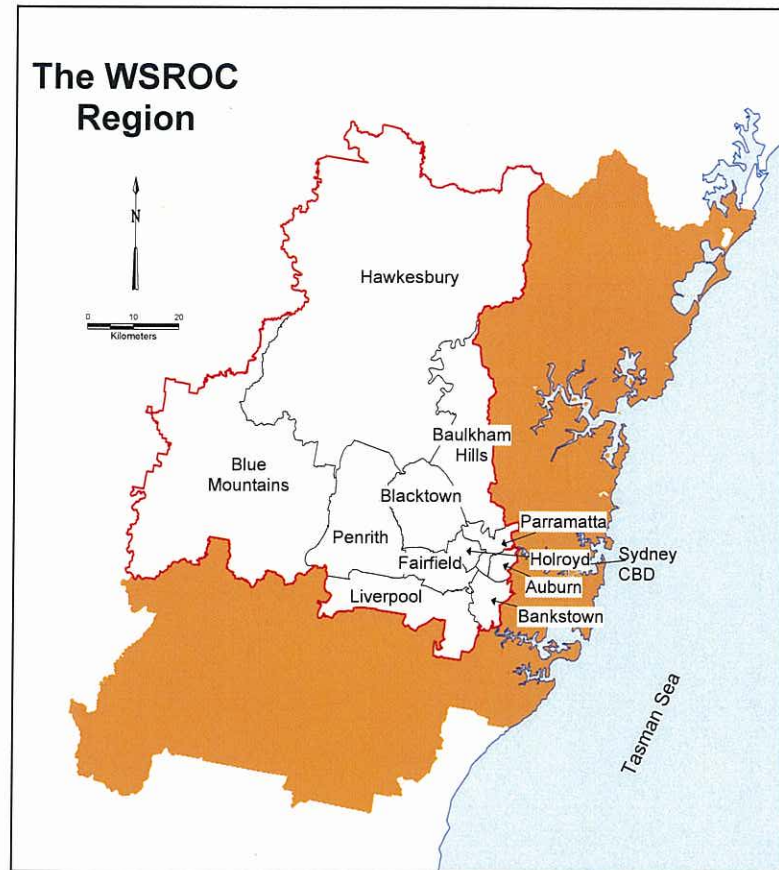 The WSROC
Region
N
0 10 20
Kilometers
Hawkesbury
Baulkham
Hills
Blue
Mountains
Blacktown
Penrith
Parramatta
Fairfield
Holroyd
Sydney
CBD
Auburn
Liverpool
Bankstown
Tasman Sea